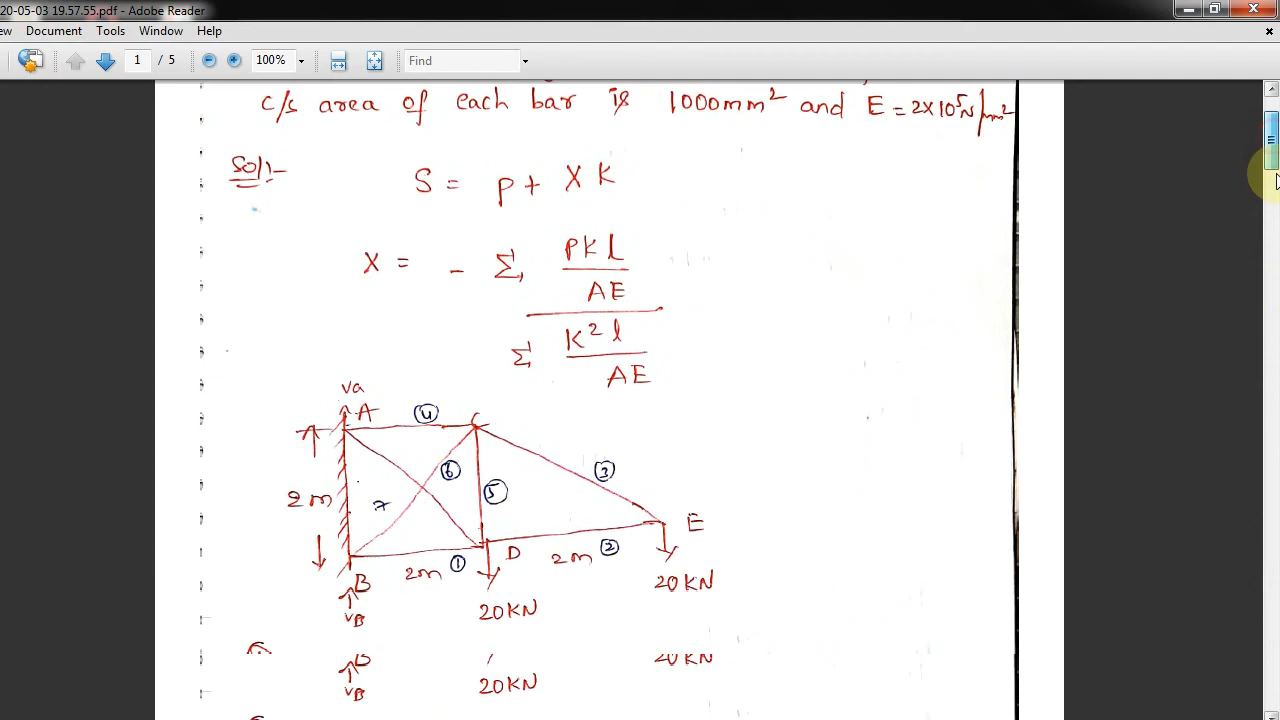 20-05-03 19.57.55.pdf - Adobe Reader
ew Document Tools Window Help
1 / 5 100% Find
c/s area of each bar is 1000mm² and E = 2X10⁵N/mm²
Sol:-
S = P + X K
X = - Σ PKl
AE
Σ K²l
AE
Va
A 4 C
6 3
2m 7 5
E
D
B 2m 1 2m 2
VB 20KN 20KN
20KN
20KN
VB